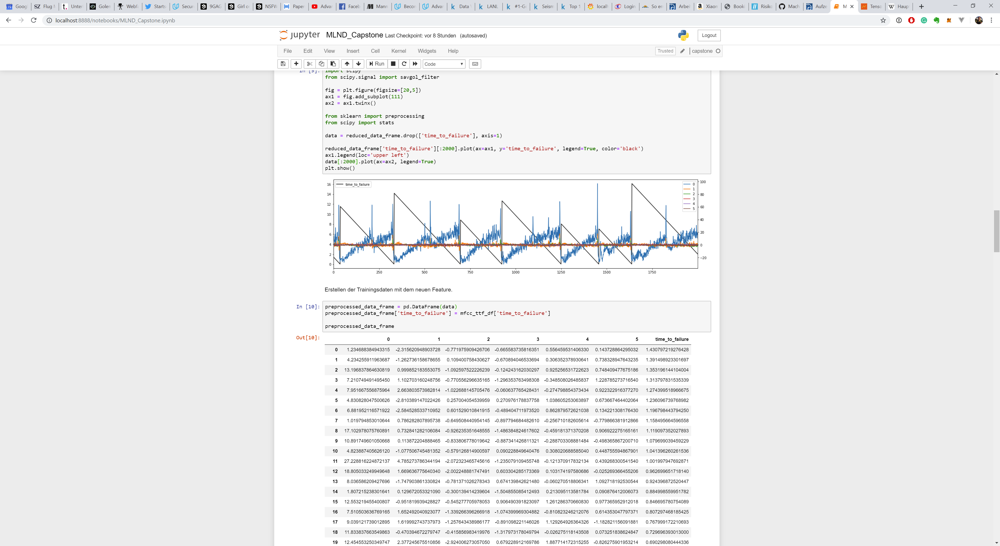 19 Goog
SZ Flug N
t. Unter
Golen
Webfa
Starts
Secur
9GAG
Girl o
NSFW
Paper
Advar
Faceb
Mann
Becon
Advar
k Data
k LANL
k #1-G
k Seism
k Top 1
localh
Login
So er
Arbei
a Xiaon
Booki
Risiko
Mach
Aufze
M
Tenso
W Haup
localhost:8888/notebooks/MLND_Capstone.ipynb
jupyter MLND_Capstone Last Checkpoint: vor 8 Stunden (autosaved)
Logout
File Edit View Insert Cell Kernel Widgets Help
Trusted capstone
Run Code
In [9]: import scipy
from scipy.signal import savgol_filter
fig = plt.figure(figsize=[20,5])
ax1 = fig.add_subplot(111)
ax2 = ax1.twinx()
from sklearn import preprocessing
from scipy import stats
data = reduced_data_frame.drop(['time_to_failure'], axis=1)
reduced_data_frame['time_to_failure'][:2000].plot(ax=ax1, y='time_to_failure', legend=True, color='black')
ax1.legend(loc='upper left')
data[:2000].plot(ax=ax2, legend=True)
plt.show()
time_to_failure
16
14
12
10
8
6
4
2
0
0
1
2
3
4
5
100
80
60
40
20
0
−20
0 250 500 750 1000 1250 1500 1750
Erstellen der Trainingsdaten mit dem neuen Feature.
In [10]: preprocessed_data_frame = pd.DataFrame(data)
preprocessed_data_frame['time_to_failure'] = mfcc_ttf_df['time_to_failure']
preprocessed_data_frame
Out[10]:
0 1 2 3 4 5 time_to_failure
0 1.234688384943315 -2.315620948903728 -0.771975909426706 -0.665583735816351 0.556459531406330 0.143728864295032 1.430797219276428
1 4.234255911963687 -1.262736158678655 0.109400758430627 -0.670894046533694 0.306352378930641 0.738328947643235 1.391498923301697
2 13.196837864630819 0.999852183553075 -1.092597522226239 -0.124243162030297 0.925256531722623 0.748409477675186 1.353196144104004
3 7.210749491495450 1.102703160248756 -0.770556296635165 -1.296353763498308 -0.348508026485837 1.228785273716540 1.313797831535339
4 7.951667556875964 2.663803573982814 -1.022688145705476 -0.060637765428431 -0.274798854373434 0.922322916377270 1.274399518966675
5 4.830828047500626 -2.810389147022426 0.257004054539959 0.270976178837758 1.038605253063897 0.673667464402064 1.236096739768982
6 6.881952116571922 -2.584528533710952 0.601529010841915 -0.489404711973520 0.862879572621038 0.134221308176430 1.196798443794250
7 1.019794853010644 0.786282807895738 -0.649508440954145 -0.897794684482610 -0.256710182605614 -0.779866381912866 1.158495664596558
8 17.102978075760891 0.732841282106084 -0.926235351648555 -1.486384824617602 -0.459181371370208 0.906922275165161 1.119097352027893
9 10.891749601050668 0.113872204888465 -0.833806778019642 -0.887341426811321 -0.288703308881484 -0.498365867200710 1.079699039459229
10 4.823887405626120 -1.077506745481352 -0.579126814900597 0.090228849640476 0.308020688585040 0.448755594867901 1.041396260261536
11 27.228816224872137 4.785273786344194 -2.072323465745616 -1.235079109455748 -0.121370917832134 0.439268300541540 1.001997947692871
12 18.805033249949648 1.669636775640340 -2.002248881747491 0.603304285173369 0.103174197580686 -0.025269366455206 0.962699651718140
13 8.036586209427696 -1.747903861330824 -0.781371026278343 0.674139842621480 -0.060270518806341 1.092718192530544 0.924396872520447
14 1.807215238301641 0.129672053321090 -0.300139414239604 -1.504855085412493 0.213095113581784 0.090876412006073 0.884998559951782
15 12.553219455400807 -0.951819939428827 -0.545277705978053 0.906490391823097 1.261286370660830 0.977365952912018 0.846695780754089
16 7.510503636769165 1.652492040923077 -1.339266396266918 -1.074399969304882 -0.810823246212076 0.614353047797371 0.807297468185425
17 9.039121739012895 1.619992743737973 -1.257643438986177 -0.891098221146026 1.129264926364326 -1.182821156091881 0.767999172210693
18 11.833837663549863 -0.470394672279747 -0.415856983419976 -1.317973178049794 -0.026275118143508 0.073251838624847 0.729696393013000
19 12.454553250349747 2.377245675510856 -2.924006273057050 0.679228912169786 1.887714172315255 -0.826275901953214 0.690298080444336